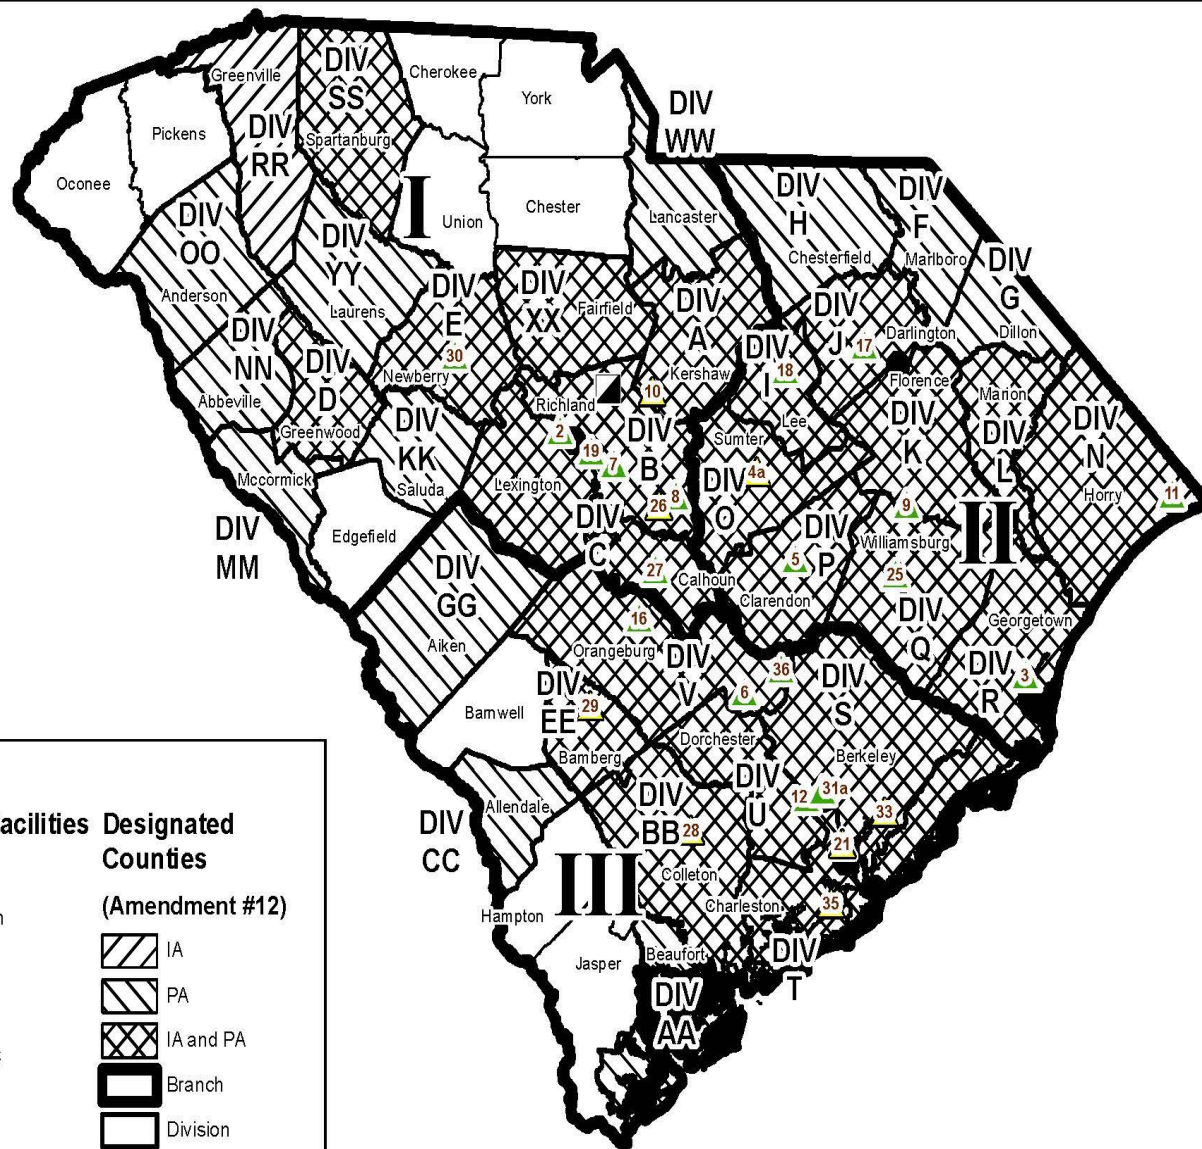 Greenville
DIV
SS
Cherokee
York
DIV
WW
Pickens
DIV
RR
Spartanburg
Oconee
I
Union
Chester
Lancaster
DIV
H
DIV
F
DIV
OO
DIV
YY
Chesterfield
Marlboro
DIV
G
Anderson
Laurens
DIV
E
DIV
XX
Fairfield
DIV
A
DIV
J
Darlington
Dillon
DIV
NN
DIV
D
30
Newberry
Kershaw
DIV
I
18
17
Florence
Marion
Abbeville
Greenwood
DIV
KK
Richland
10
Lee
DIV
K
DIV
L
DIV
N
2
DIV
B
Sumter
Mccormick
Saluda
Lexington
19
7
4a
DIV
O
Horry
11
26
8
9
DIV
MM
Edgefield
DIV
C
DIV
P
Williamsburg
II
27
Calhoun
5
25
DIV
GG
Clarendon
DIV
Q
Georgetown
16
Aiken
Orangeburg
DIV
V
36
DIV
S
DIV
R
3
DIV
EE
29
6
Barnwell
Dorchester
Bamberg
Berkeley
DIV
U
Allendale
DIV
BB
28
12
31a
33
DIV
CC
21
III
Colleton
Charleston
35
Hampton
Jasper
Beaufort
DIV
T
DIV
AA
acilities
Designated
Counties
(Amendment #12)
IA
PA
IA and PA
Branch
Division